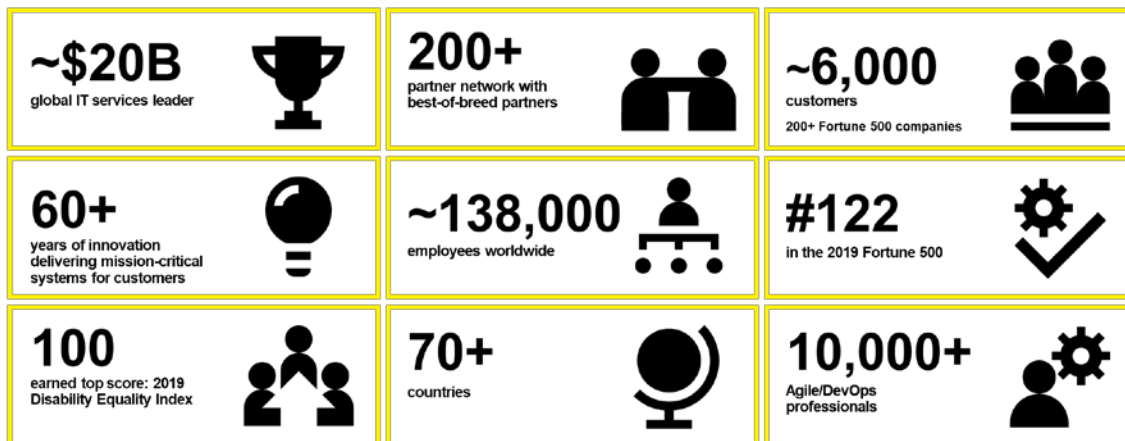 ~$20B
global IT services leader
200+
partner network with
best-of-breed partners
~6,000
customers
200+ Fortune 500 companies
60+
years of innovation
delivering mission-critical
systems for customers
~138,000
employees worldwide
#122
in the 2019 Fortune 500
100
earned top score: 2019
Disability Equality Index
70+
countries
10,000+
Agile/DevOps
professionals